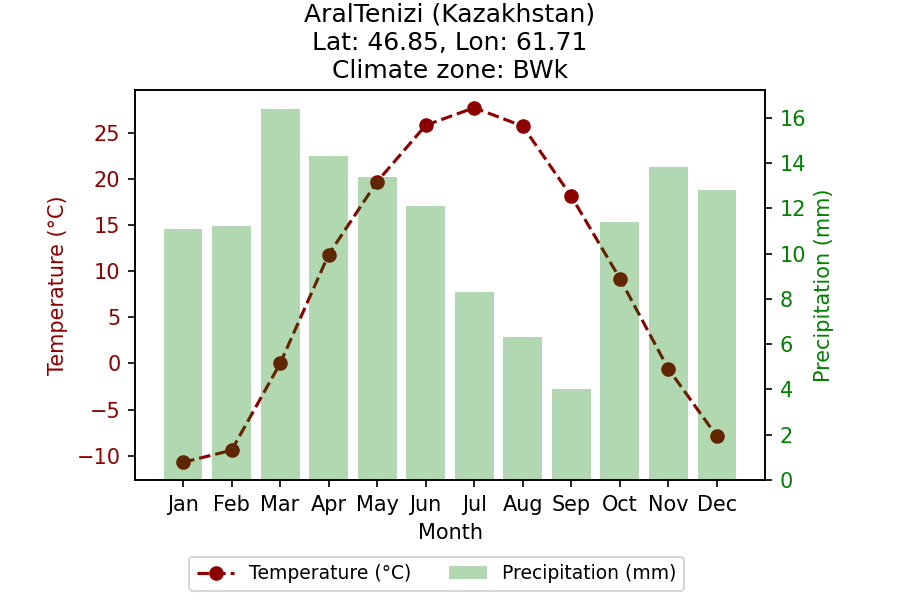 AralTenizi (Kazakhstan)
Lat: 46.85, Lon: 61.71
Climate zone: BWk
Temperature (°C)
25
20
15
10
5
0
−5
−10
Precipitation (mm)
16
14
12
10
8
6
4
2
0
Jan Feb Mar Apr May Jun Jul Aug Sep Oct Nov Dec
Month
Temperature (°C) Precipitation (mm)